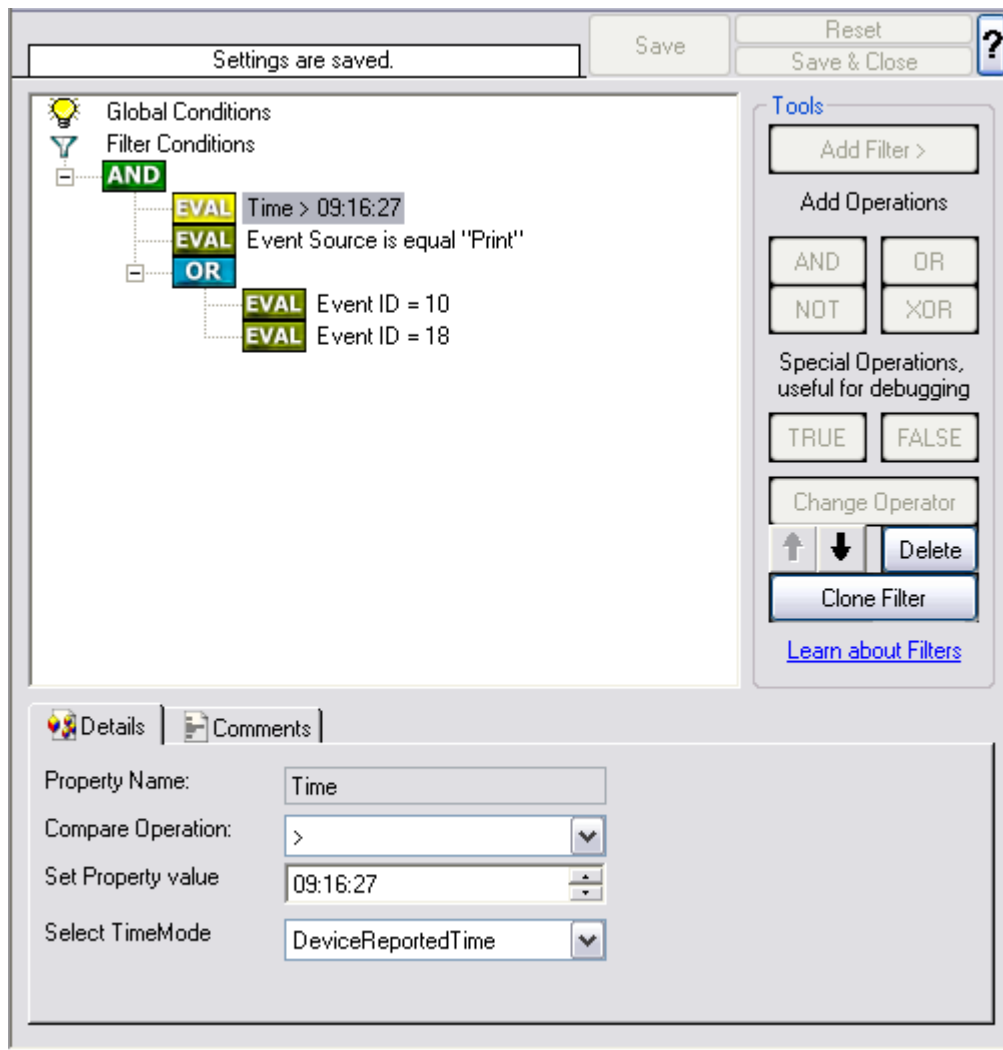 Settings are saved.
Save
Reset
Save & Close
?
Global Conditions
Filter Conditions
AND
EVAL Time > 09:16:27
EVAL Event Source is equal "Print"
OR
EVAL Event ID = 10
EVAL Event ID = 18
Tools
Add Filter >
Add Operations
AND OR
NOT XOR
Special Operations,
useful for debugging
TRUE FALSE
Change Operator
Delete
Clone Filter
Learn about Filters
Details Comments
Property Name: Time
Compare Operation: >
Set Property value 09:16:27
Select TimeMode DeviceReportedTime